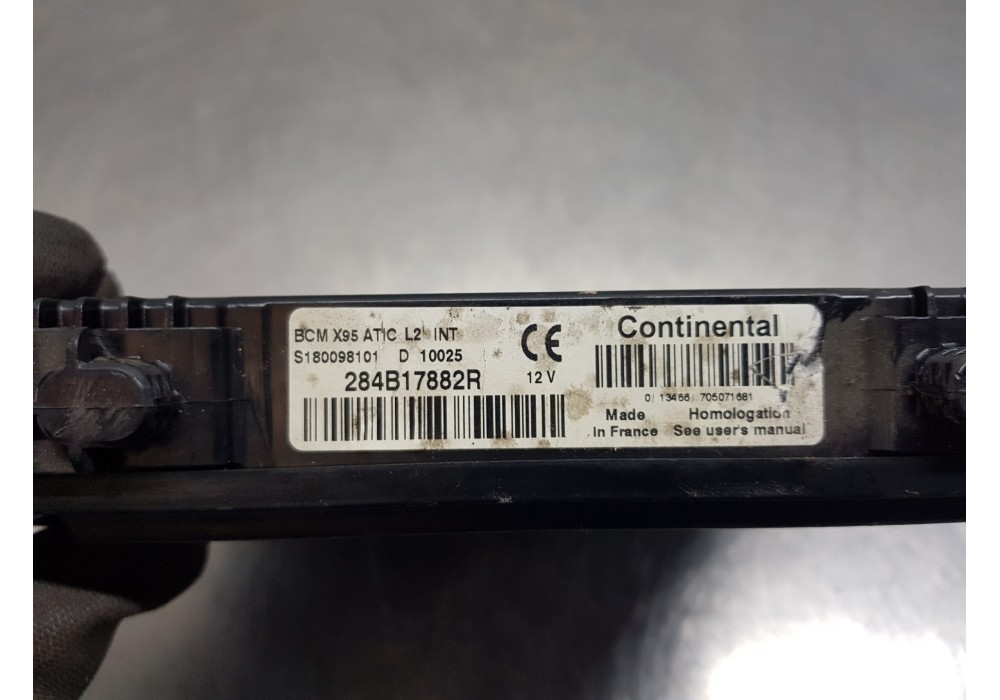 BCM X95 ATIC L2 INT
S180098101 D 10025
284B17882R
CE
12 V
Continental
0/ 13466/ 705071681
Made Homologation
In France See user's manual